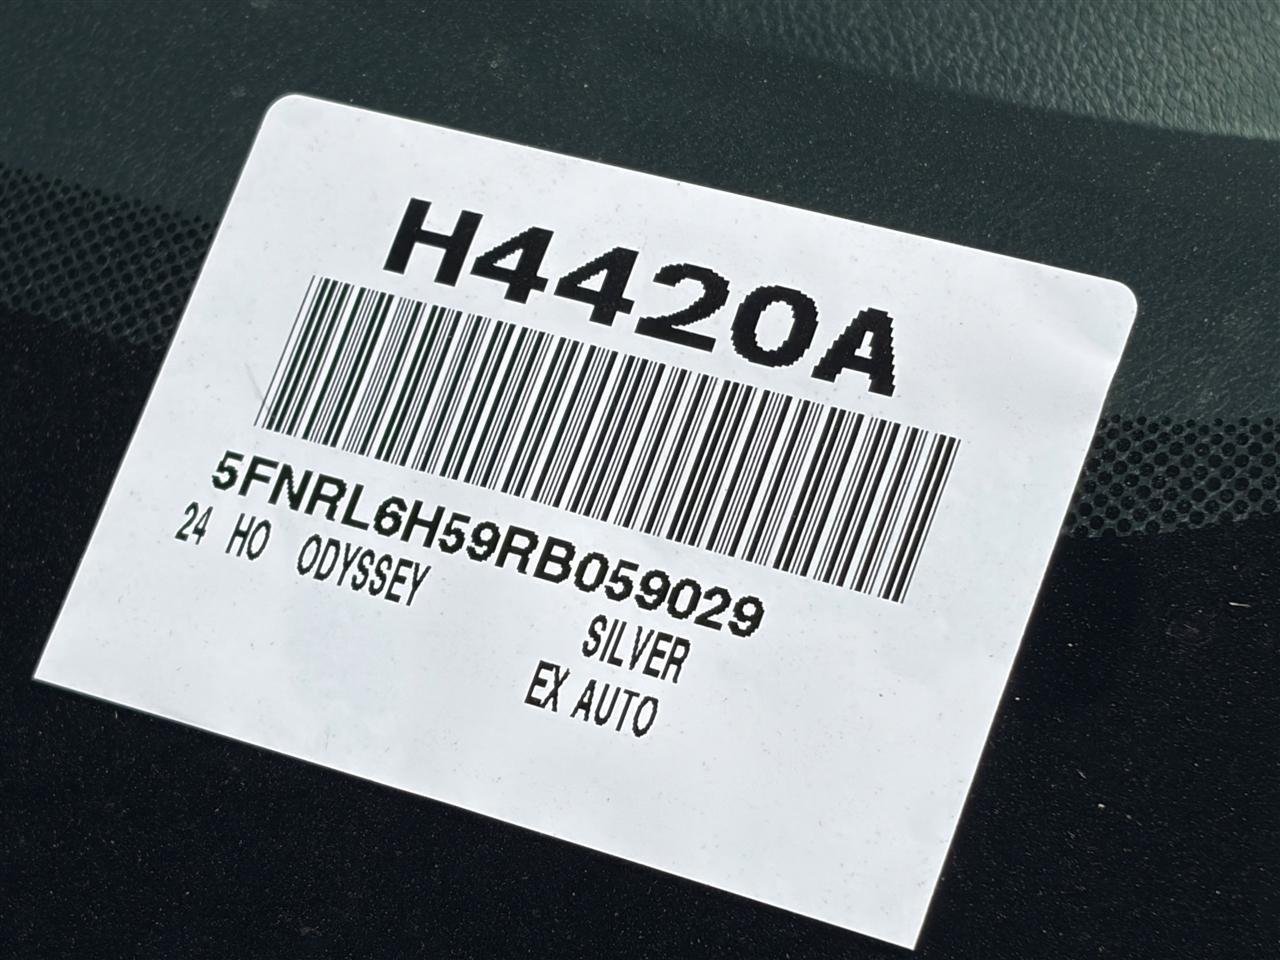 H4420A
5FNRL6H59RB059029
24 HO ODYSSEY
SILVER
EX AUTO